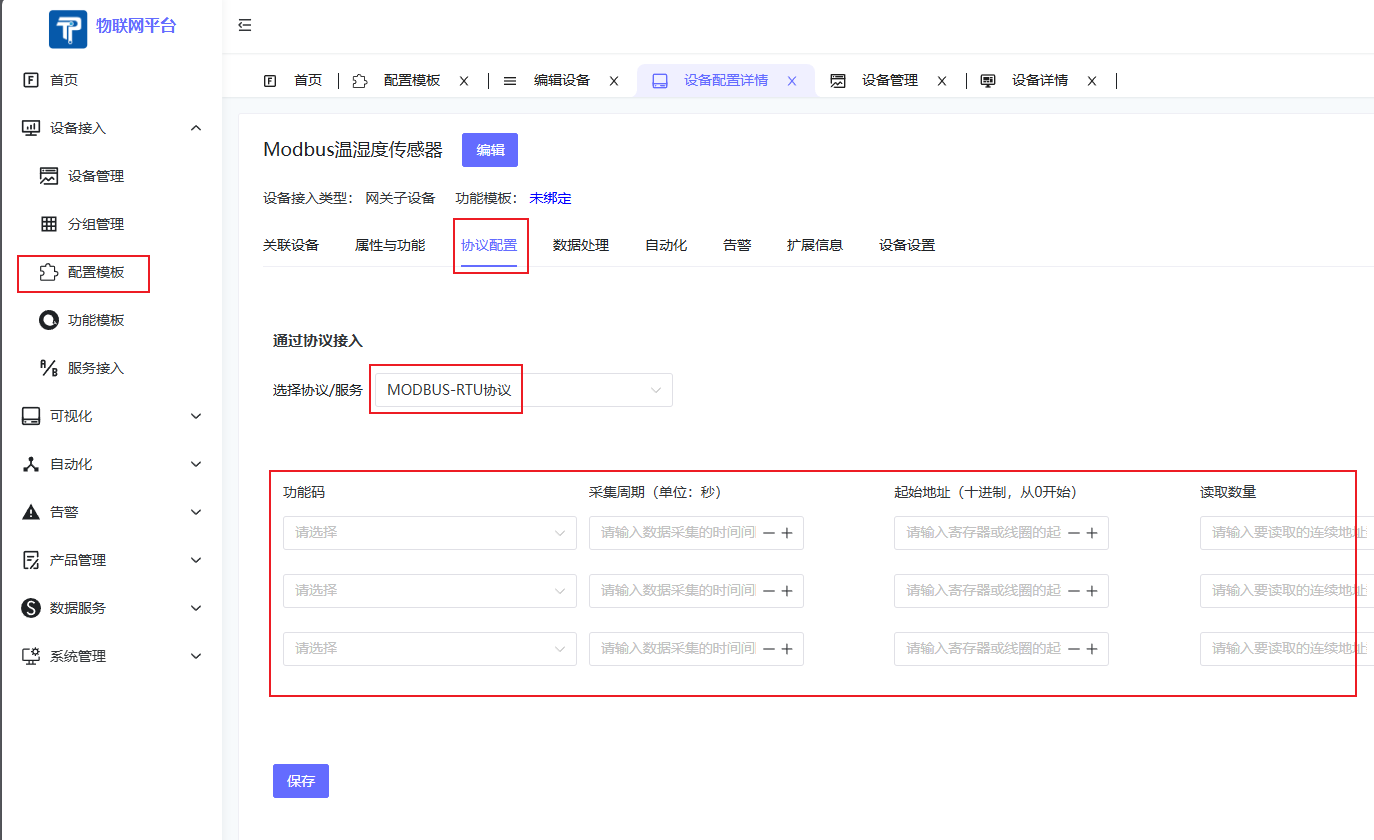 物联网平台
首页
设备接入
设备管理
分组管理
配置模板
功能模板
服务接入
可视化
自动化
告警
产品管理
数据服务
系统管理
首页 配置模板 编辑设备 设备配置详情 设备管理 设备详情
Modbus温湿度传感器 编辑
设备接入类型： 网关子设备 功能模板： 未绑定
关联设备 属性与功能 协议配置 数据处理 自动化 告警 扩展信息 设备设置
通过协议接入
选择协议/服务 MODBUS-RTU协议
功能码 采集周期（单位：秒） 起始地址（十进制，从0开始） 读取数量
请选择 请输入数据采集的时间间 请输入寄存器或线圈的起 请输入要读取的连续地址
请选择 请输入数据采集的时间间 请输入寄存器或线圈的起 请输入要读取的连续地址
请选择 请输入数据采集的时间间 请输入寄存器或线圈的起 请输入要读取的连续地址
保存